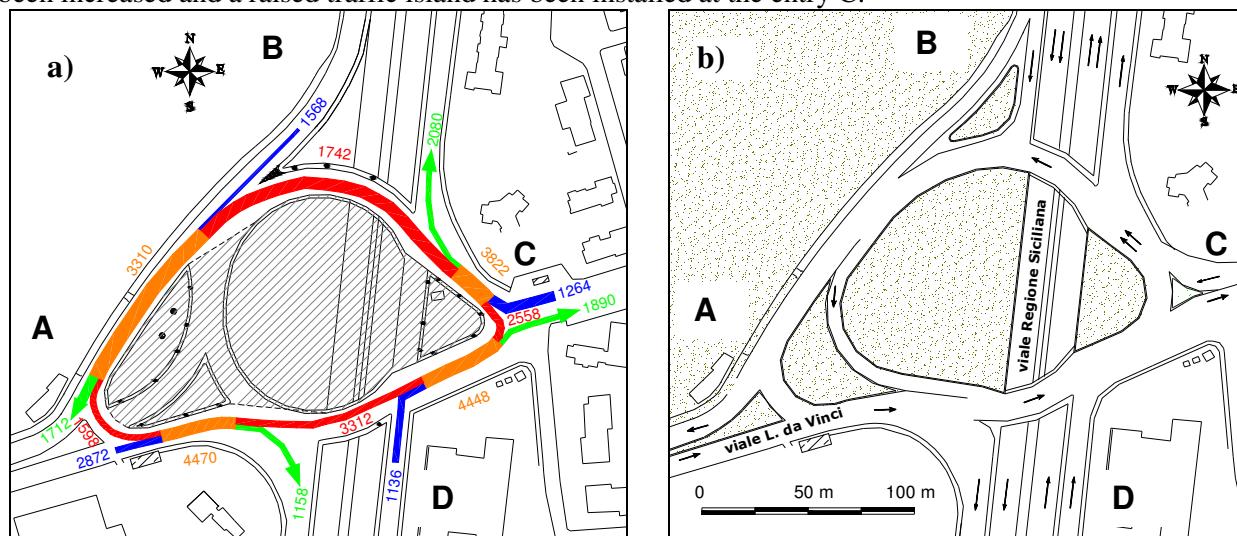 been increased and a raised traffic island has been installed at the entry C.
a)
N
W
E
S
B
1568
1742
2080
3310
3822
C
1264
1890
2558
A
4448
3312
1712
1598
2872
4470
1158
1136
D
b)
B
N
W
E
S
C
A
viale Regione Siciliana
viale L. da Vinci
0 50 m 100 m
D